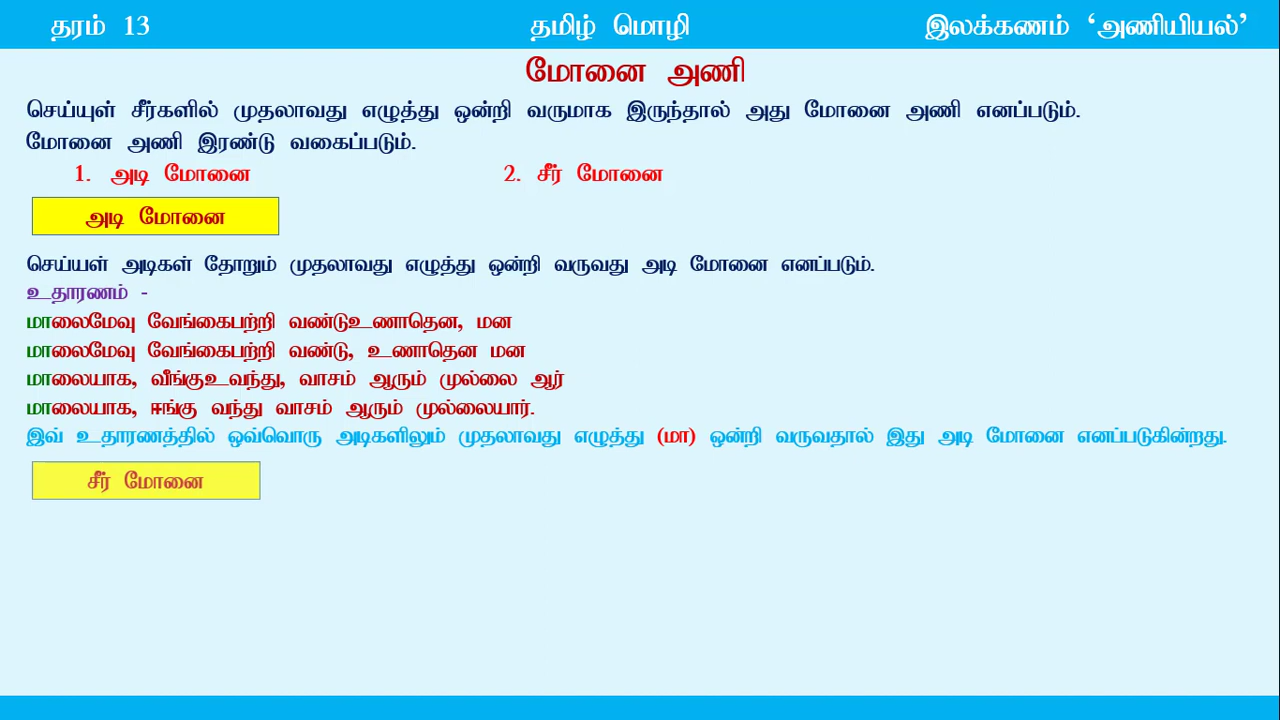 தரம் 13 தமிழ் மொழி இலக்கணம் ‘அணியியல்’
மோனை அணி
செய்யுள் சீர்களில் முதலாவது எழுத்து ஒன்றி வருமாக இருந்தால் அது மோனை அணி எனப்படும்.
மோனை அணி இரண்டு வகைப்படும்.
1. அடி மோனை 2. சீர் மோனை
அடி மோனை
செய்யள் அடிகள் தோறும் முதலாவது எழுத்து ஒன்றி வருவது அடி மோனை எனப்படும்.
உதாரணம் -
மாலைமேவு வேங்கைபற்றி வண்டுஉணாதென, மன
மாலைமேவு வேங்கைபற்றி வண்டு, உணாதென மன
மாலையாக, வீங்குஉவந்து, வாசம் ஆரும் முல்லை ஆர்
மாலையாக, ஈங்கு வந்து வாசம் ஆரும் முல்லையார்.
இவ் உதாரணத்தில் ஒவ்வொரு அடிகளிலும் முதலாவது எழுத்து (மா) ஒன்றி வருவதால் இது அடி மோனை எனப்படுகின்றது.
சீர் மோனை